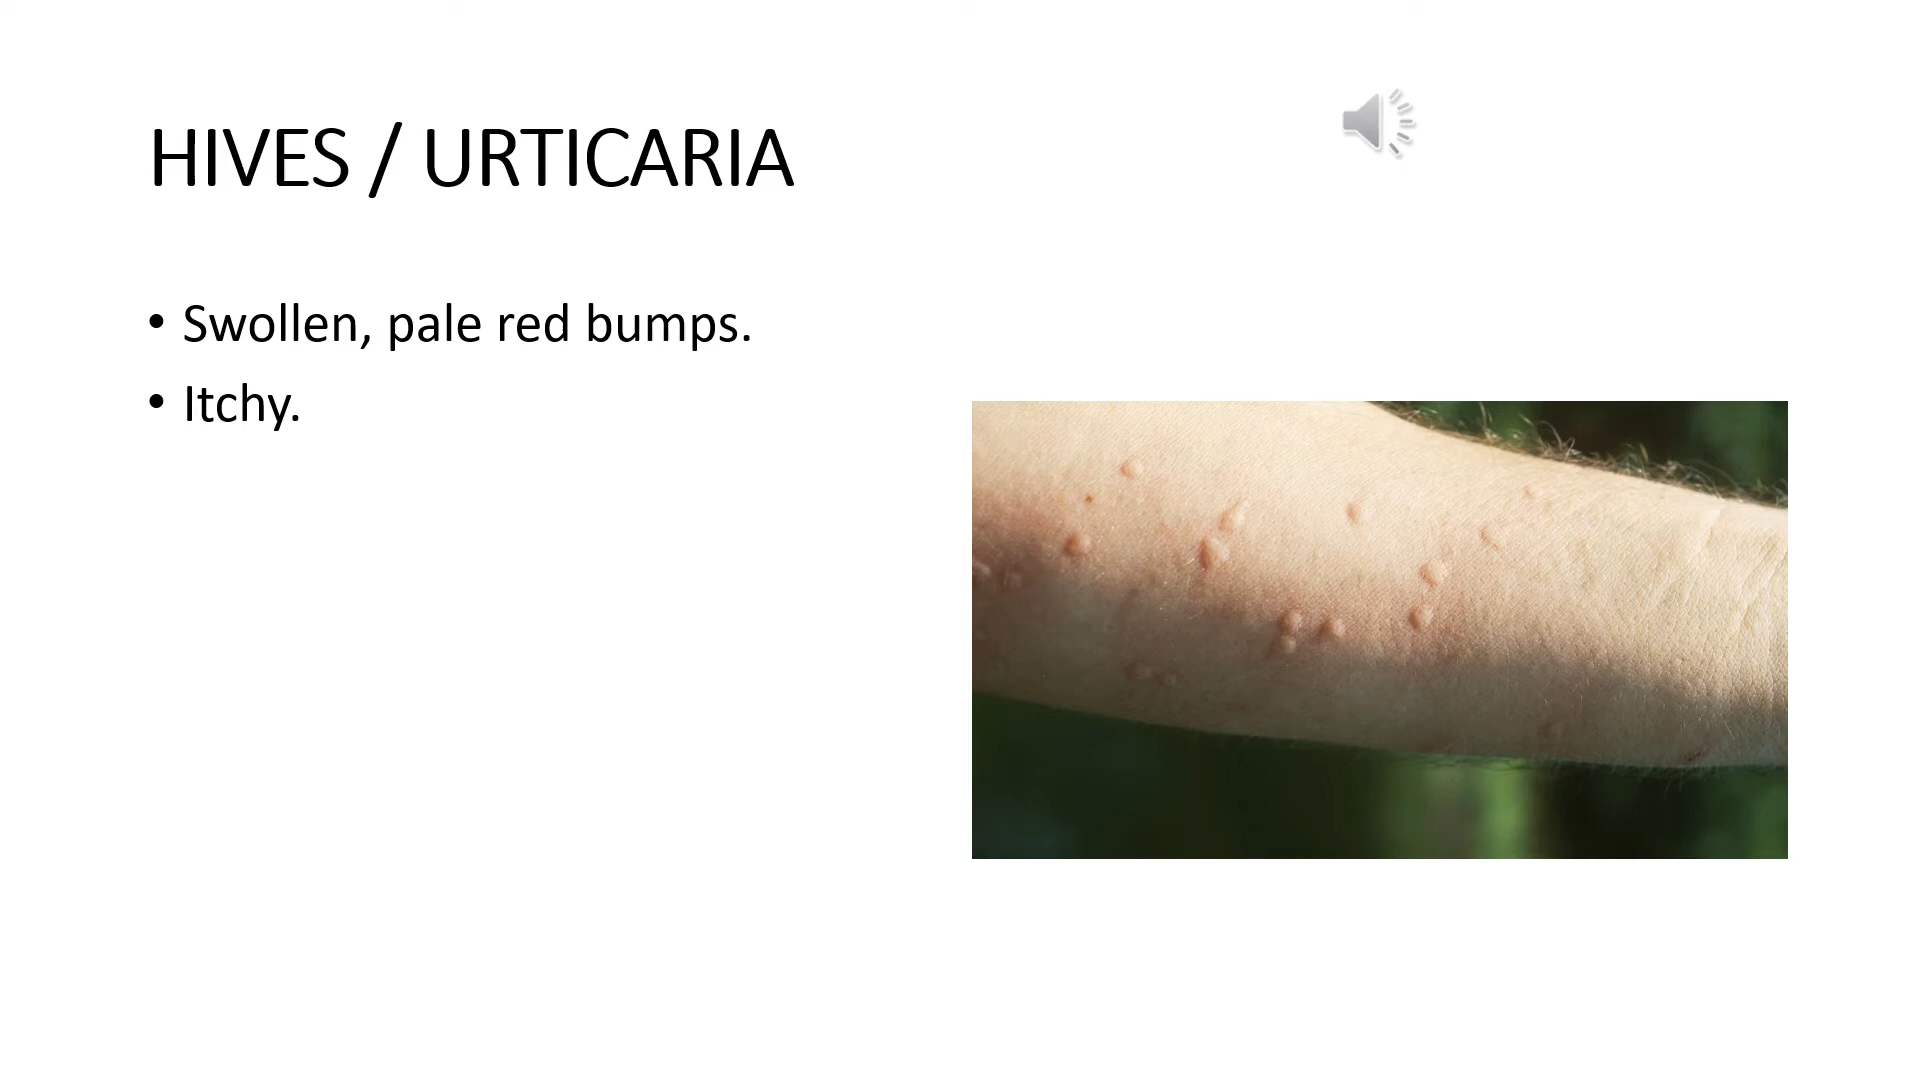 HIVES / URTICARIA
• Swollen, pale red bumps.
• Itchy.